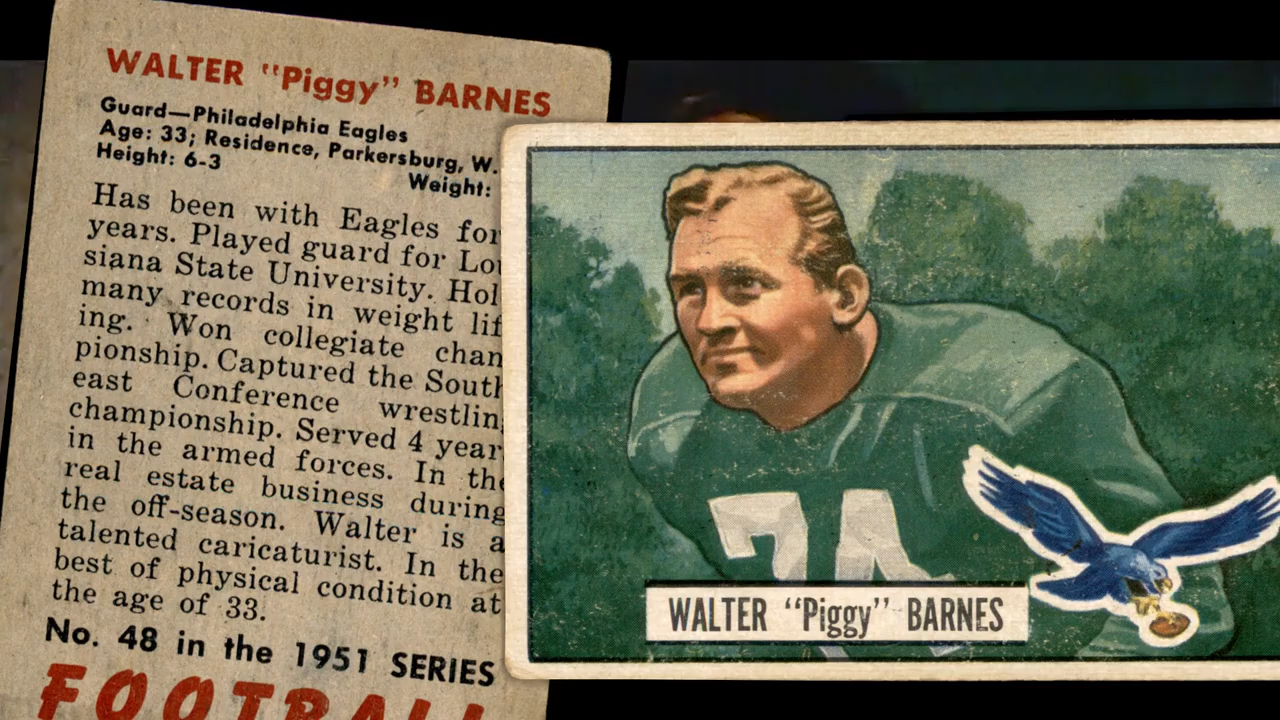 WALTER “Piggy” BARNES
Guard—Philadelphia Eagles
Age: 33; Residence, Parkersburg, W.
Height: 6-3
Weight:
Has been with Eagles for
years. Played guard for Lou
siana State University. Hol
many records in weight lif
ing. Won collegiate cham
pionship. Captured the South
east Conference wrestling
championship. Served 4 year
in the armed forces. In the
real estate business during
the off-season. Walter is a
talented caricaturist. In the
best of physical condition at
the age of 33.
No. 48 in the 1951 SERIES
FOOTBALL
74
WALTER “Piggy” BARNES